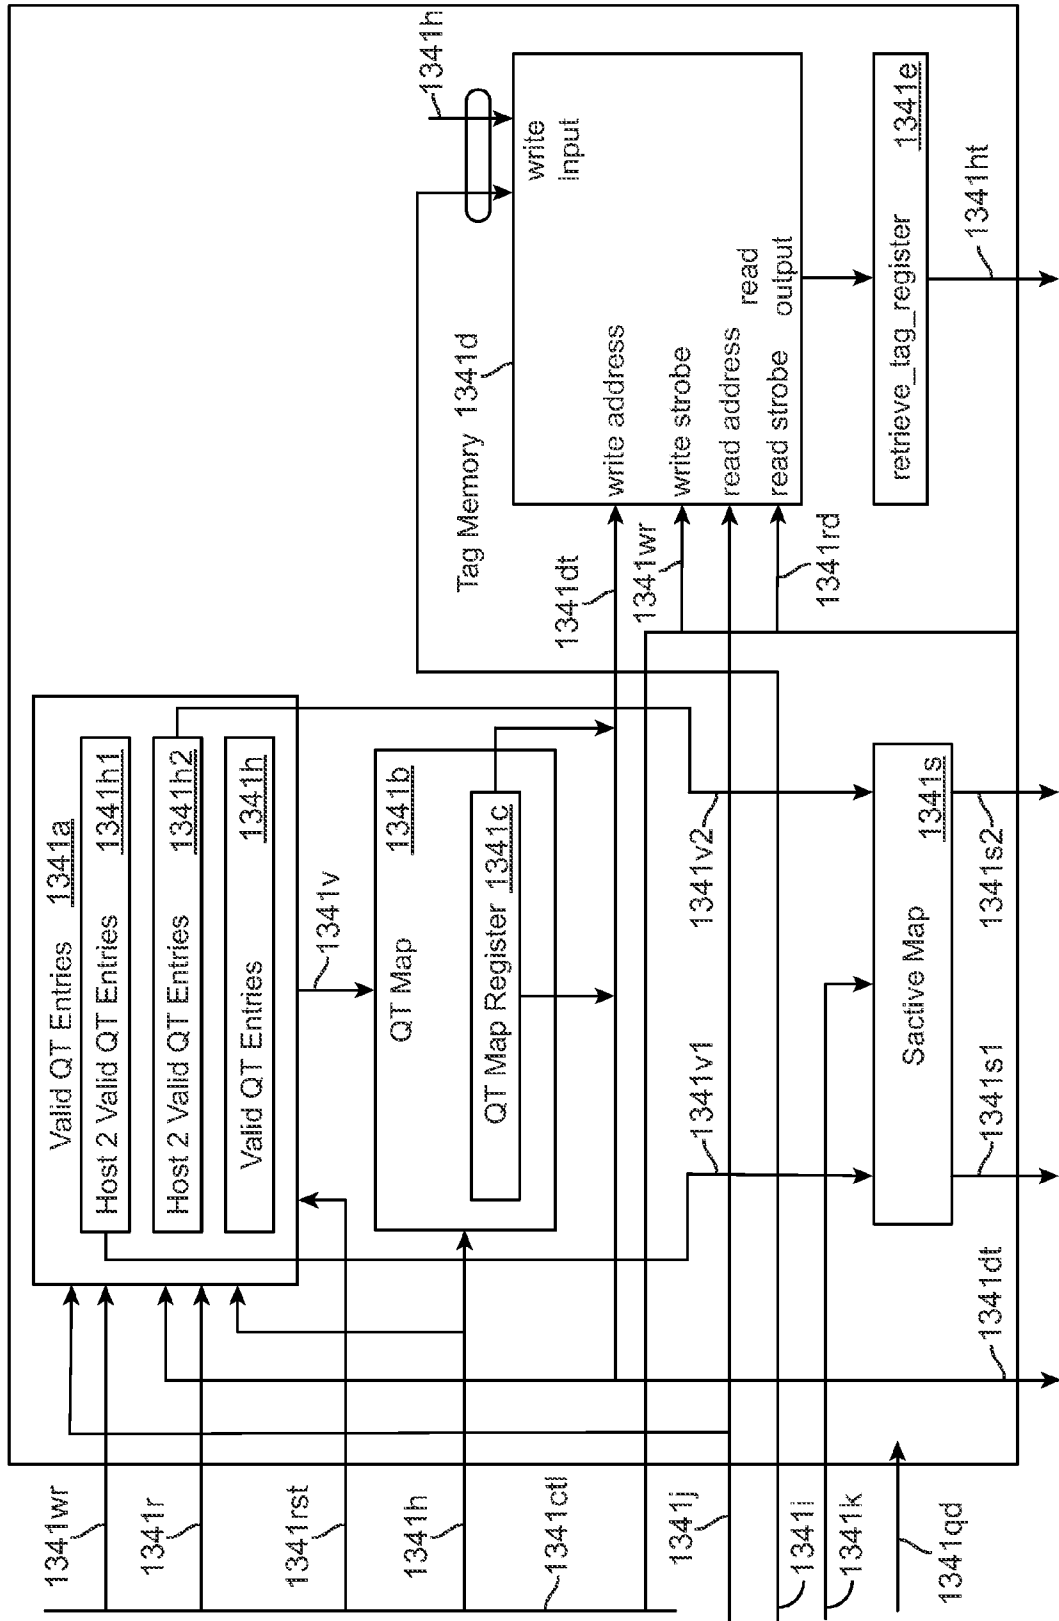 1341wr
1341r
1341rst
1341h
1341ctl
1341j
1341i
1341k
1341qd
Valid QT Entries 1341a
Host 2 Valid QT Entries 1341h1
Host 2 Valid QT Entries 1341h2
Valid QT Entries 1341h
1341v
QT Map 1341b
QT Map Register 1341c
1341v1
1341v2
Sactive Map 1341s
1341dt
1341s1
1341s2
Tag Memory 1341d
1341dt
1341wr
1341rd
write address
write strobe
read address
read strobe
write
input
1341h
read
output
retrieve_tag_register 1341e
1341ht